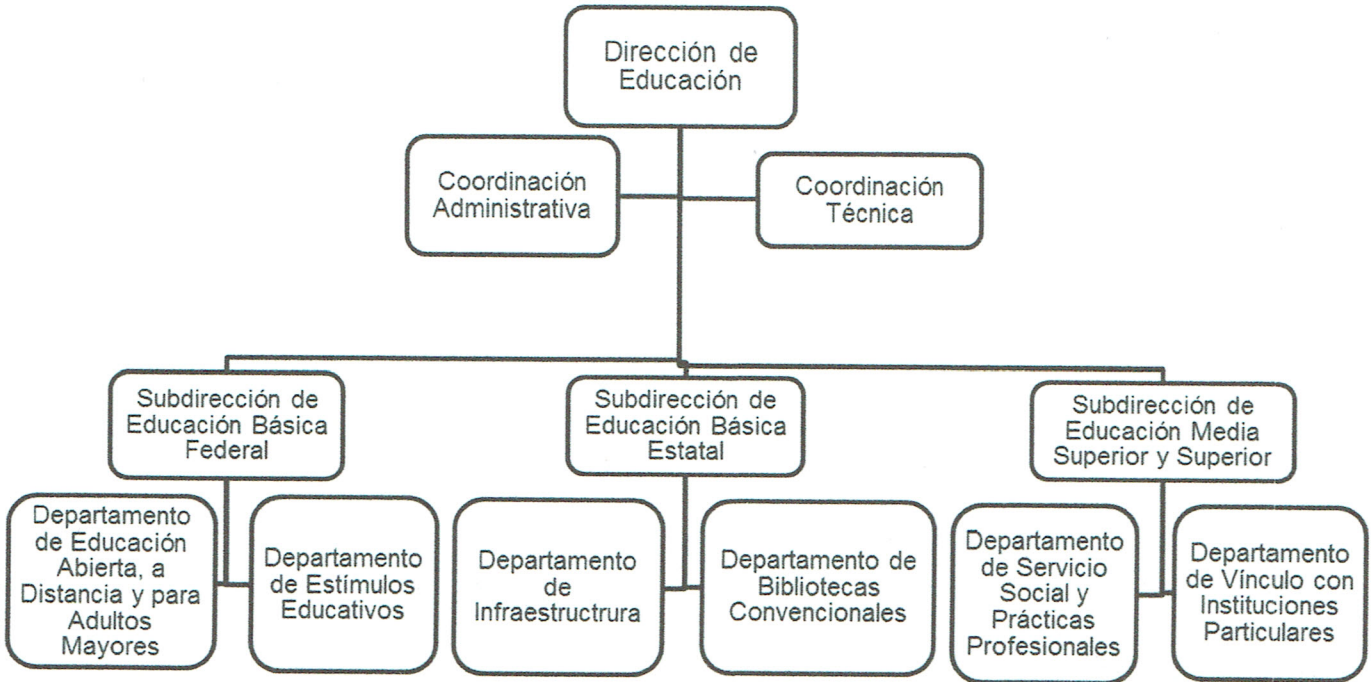 Dirección de
Educación
Coordinación
Administrativa
Coordinación
Técnica
Subdirección de
Educación Básica
Federal
Subdirección de
Educación Básica
Estatal
Subdirección de
Educación Media
Superior y Superior
Departamento
de Educación
Abierta, a
Distancia y para
Adultos
Mayores
Departamento
de Estímulos
Educativos
Departamento
de
Infraestructrura
Departamento de
Bibliotecas
Convencionales
Departamento
de Servicio
Social y
Prácticas
Profesionales
Departamento
de Vínculo con
Instituciones
Particulares